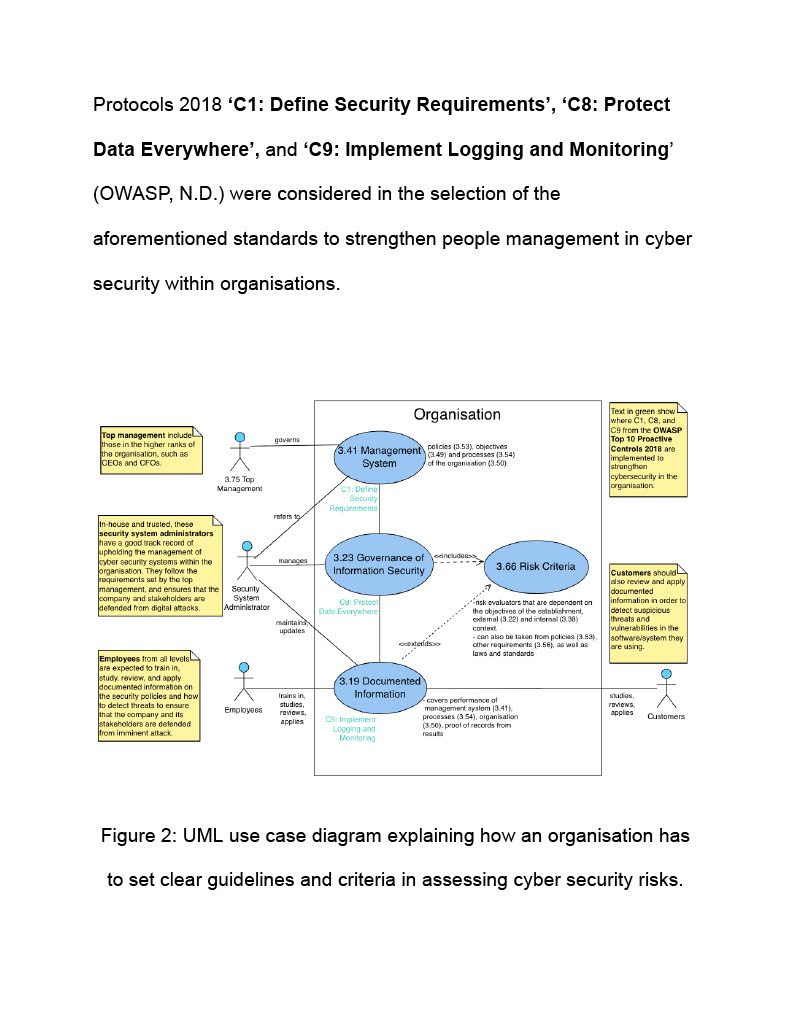 Protocols 2018 ‘C1: Define Security Requirements’, ‘C8: Protect
Data Everywhere’, and ‘C9: Implement Logging and Monitoring’
(OWASP, N.D.) were considered in the selection of the
aforementioned standards to strengthen people management in cyber
security within organisations.
Organisation
Top management include
those in the higher ranks of
the organisation, such as
CEOs and CFOs.
3.75 Top
Management
governs
3.41 Management
System
policies (3.53), objectives
(3.49) and processes (3.54)
of the organisation (3.50)
Text in green show
where C1, C8, and
C9 from the OWASP
Top 10 Proactive
Controls 2018 are
implemented to
strengthen
cybersecurity in the
organisation.
C1: Define
Security
Requirements
refers to
In-house and trusted, these
security system administrators
have a good track record of
upholding the management of
cyber security systems within the
organisation. They follow the
requirements set by the top
management, and ensures that the
company and stakeholders are
defended from digital attacks.
Security
System
Administrator
manages
3.23 Governance of
Information Security
<<includes>>
3.66 Risk Criteria
C8: Protect
Data Everywhere
-risk evaluators that are dependent on
the objectives of the establishment,
external (3.22) and internal (3.38)
context.
- can also be taken from policies (3.53),
other requirements (3.56), as well as
laws and standards
Customers should
also review and apply
documented
information in order to
detect suspicious
threats and
vulnerabilities in the
software/system they
are using.
maintains,
updates
<<extends>>
Employees from all levels
are expected to train in,
study, review, and apply
documented information on
the security policies and how
to detect threats to ensure
that the company and its
stakeholders are defended
from imminent attack.
Employees
trains in,
studies,
reviews,
applies
3.19 Documented
Information
- covers performance of
management system (3.41),
processes (3.54), organisation
(3.50), proof of records from
results
C9: Implement
Logging and
Monitoring
studies,
reviews,
applies
Customers
Figure 2: UML use case diagram explaining how an organisation has
to set clear guidelines and criteria in assessing cyber security risks.